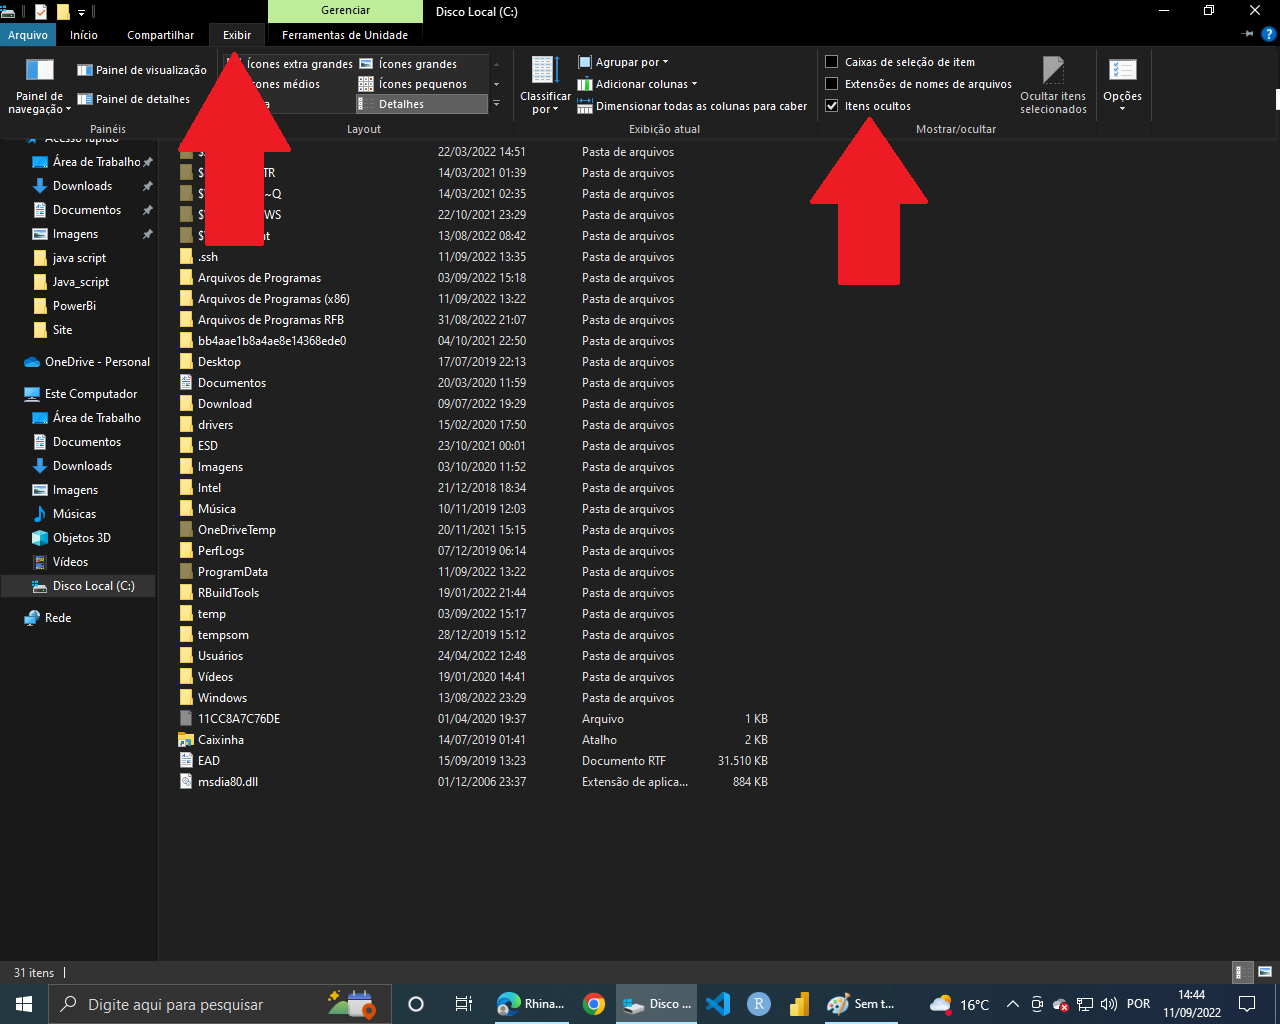 Gerenciar
Disco Local (C:)
Arquivo
Início
Compartilhar
Exibir
Ferramentas de Unidade
Painel de navegação
Painel de visualização
Painel de detalhes
Painéis
Ícones extra grandes
Ícones grandes
ones médios
Ícones pequenos
Detalhes
Layout
Classificar por
Agrupar por
Adicionar colunas
Dimensionar todas as colunas para caber
Exibição atual
Caixas de seleção de item
Extensões de nomes de arquivos
Itens ocultos
Ocultar itens selecionados
Mostrar/ocultar
Opções
Acesso rápido
Área de Trabalho
Downloads
Documentos
Imagens
java script
Java_script
PowerBi
Site
OneDrive - Personal
Este Computador
Área de Trabalho
Documentos
Downloads
Imagens
Músicas
Objetos 3D
Vídeos
Disco Local (C:)
Rede
22/03/2022 14:51 Pasta de arquivos
TR 14/03/2021 01:39 Pasta de arquivos
~Q 14/03/2021 02:35 Pasta de arquivos
WS 22/10/2021 23:29 Pasta de arquivos
13/08/2022 08:42 Pasta de arquivos
.ssh 11/09/2022 13:35 Pasta de arquivos
Arquivos de Programas 03/09/2022 15:18 Pasta de arquivos
Arquivos de Programas (x86) 11/09/2022 13:22 Pasta de arquivos
Arquivos de Programas RFB 31/08/2022 21:07 Pasta de arquivos
bb4aae1b8a4ae8e14368ede0 04/10/2021 22:50 Pasta de arquivos
Desktop 17/07/2019 22:13 Pasta de arquivos
Documentos 20/03/2020 11:59 Pasta de arquivos
Download 09/07/2022 19:29 Pasta de arquivos
drivers 15/02/2020 17:50 Pasta de arquivos
ESD 23/10/2021 00:01 Pasta de arquivos
Imagens 03/10/2020 11:52 Pasta de arquivos
Intel 21/12/2018 18:34 Pasta de arquivos
Música 10/11/2019 12:03 Pasta de arquivos
OneDriveTemp 20/11/2021 15:15 Pasta de arquivos
PerfLogs 07/12/2019 06:14 Pasta de arquivos
ProgramData 11/09/2022 13:22 Pasta de arquivos
RBuildTools 19/01/2022 21:44 Pasta de arquivos
temp 03/09/2022 15:17 Pasta de arquivos
tempsom 28/12/2019 15:12 Pasta de arquivos
Usuários 24/04/2022 12:48 Pasta de arquivos
Vídeos 19/01/2020 14:41 Pasta de arquivos
Windows 13/08/2022 23:29 Pasta de arquivos
11CC8A7C76DE 01/04/2020 19:37 Arquivo 1 KB
Caixinha 14/07/2019 01:41 Atalho 2 KB
EAD 15/09/2019 13:23 Documento RTF 31.510 KB
msdia80.dll 01/12/2006 23:37 Extensão de aplica... 884 KB
31 itens
Digite aqui para pesquisar
Rhina...
Disco ...
R
Sem t...
16°C
POR
14:44
11/09/2022